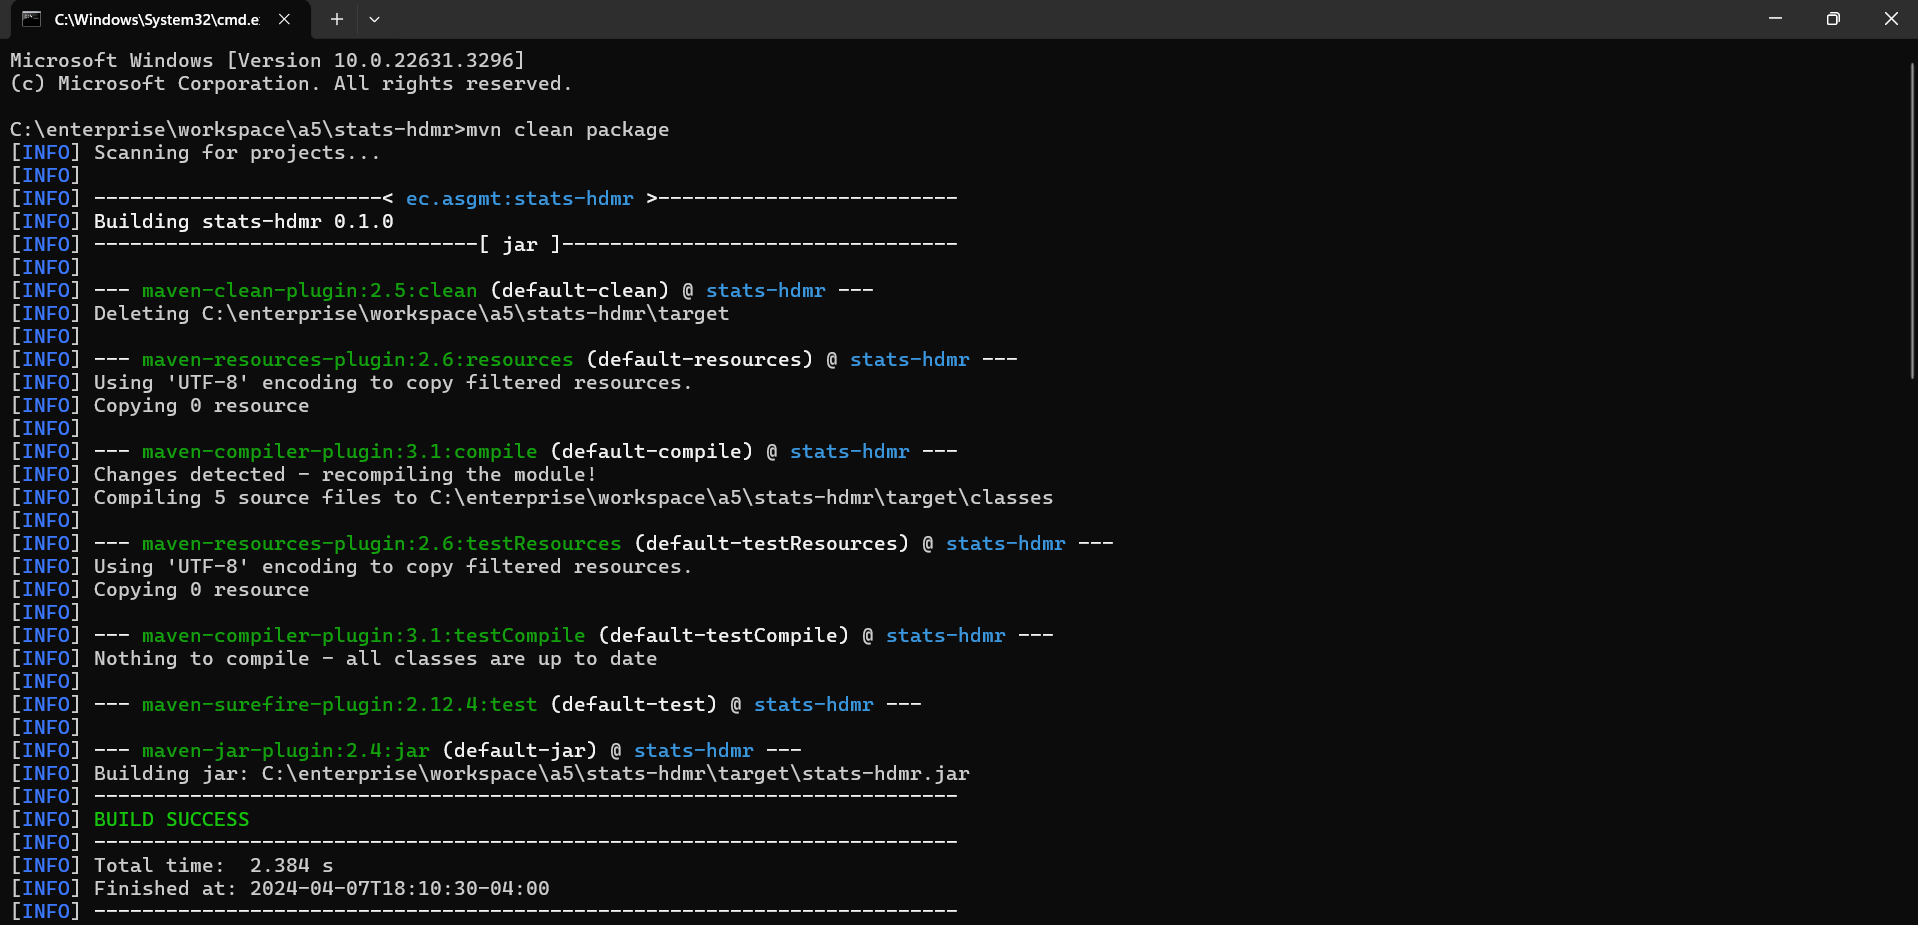 C:\Windows\System32\cmd.e
Microsoft Windows [Version 10.0.22631.3296]
(c) Microsoft Corporation. All rights reserved.
C:\enterprise\workspace\a5\stats-hdmr>mvn clean package
[INFO] Scanning for projects...
[INFO]
[INFO] ------------------------< ec.asgmt:stats-hdmr >-------------------------
[INFO] Building stats-hdmr 0.1.0
[INFO] --------------------------------[ jar ]---------------------------------
[INFO]
[INFO] --- maven-clean-plugin:2.5:clean (default-clean) @ stats-hdmr ---
[INFO] Deleting C:\enterprise\workspace\a5\stats-hdmr\target
[INFO]
[INFO] --- maven-resources-plugin:2.6:resources (default-resources) @ stats-hdmr ---
[INFO] Using 'UTF-8' encoding to copy filtered resources.
[INFO] Copying 0 resource
[INFO]
[INFO] --- maven-compiler-plugin:3.1:compile (default-compile) @ stats-hdmr ---
[INFO] Changes detected - recompiling the module!
[INFO] Compiling 5 source files to C:\enterprise\workspace\a5\stats-hdmr\target\classes
[INFO]
[INFO] --- maven-resources-plugin:2.6:testResources (default-testResources) @ stats-hdmr ---
[INFO] Using 'UTF-8' encoding to copy filtered resources.
[INFO] Copying 0 resource
[INFO]
[INFO] --- maven-compiler-plugin:3.1:testCompile (default-testCompile) @ stats-hdmr ---
[INFO] Nothing to compile - all classes are up to date
[INFO]
[INFO] --- maven-surefire-plugin:2.12.4:test (default-test) @ stats-hdmr ---
[INFO]
[INFO] --- maven-jar-plugin:2.4:jar (default-jar) @ stats-hdmr ---
[INFO] Building jar: C:\enterprise\workspace\a5\stats-hdmr\target\stats-hdmr.jar
[INFO] ------------------------------------------------------------------------
[INFO] BUILD SUCCESS
[INFO] ------------------------------------------------------------------------
[INFO] Total time:  2.384 s
[INFO] Finished at: 2024-04-07T18:10:30-04:00
[INFO] ------------------------------------------------------------------------